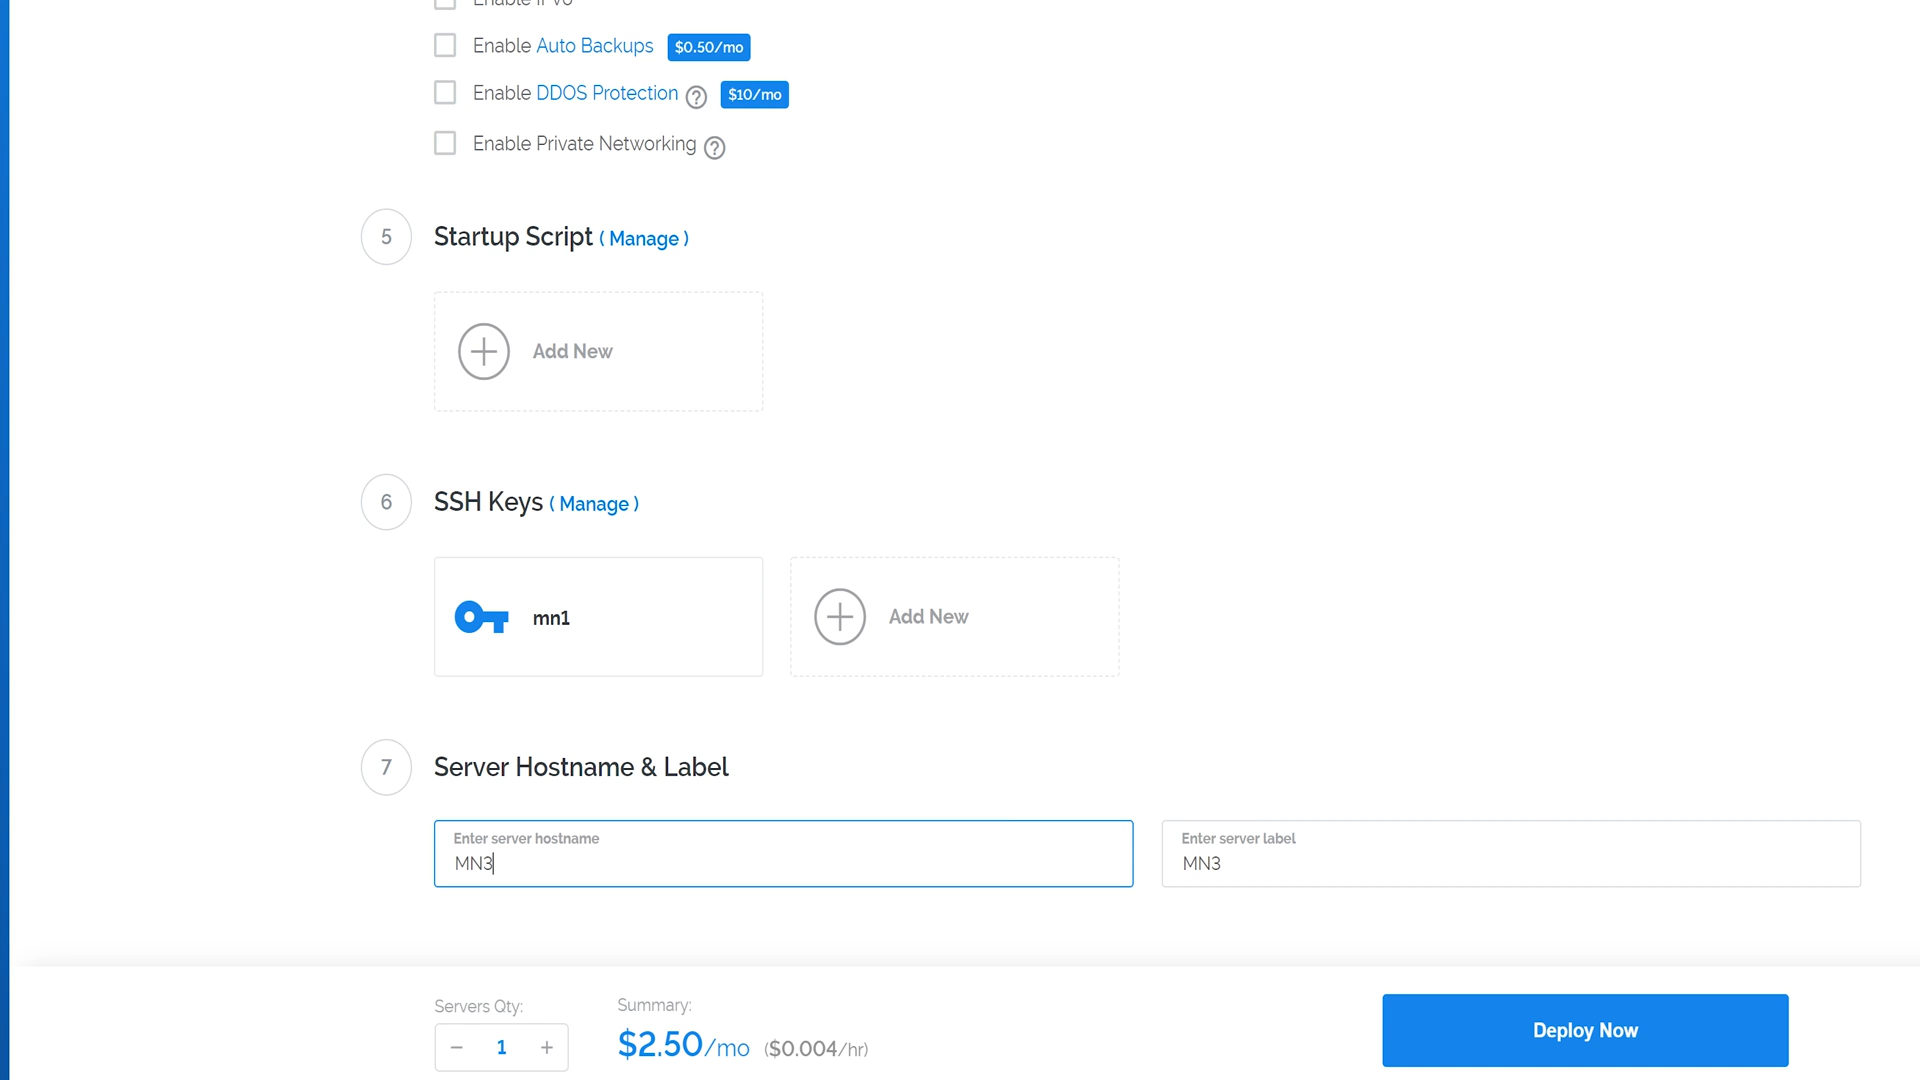 Enable IPv6
Enable Auto Backups $0.50/mo
Enable DDOS Protection ? $10/mo
Enable Private Networking ?
5 Startup Script ( Manage )
Add New
6 SSH Keys ( Manage )
mn1 Add New
7 Server Hostname & Label
Enter server hostname Enter server label
MN3 MN3
Servers Qty: Summary:
− 1 + $2.50/mo ($0.004/hr)
Deploy Now